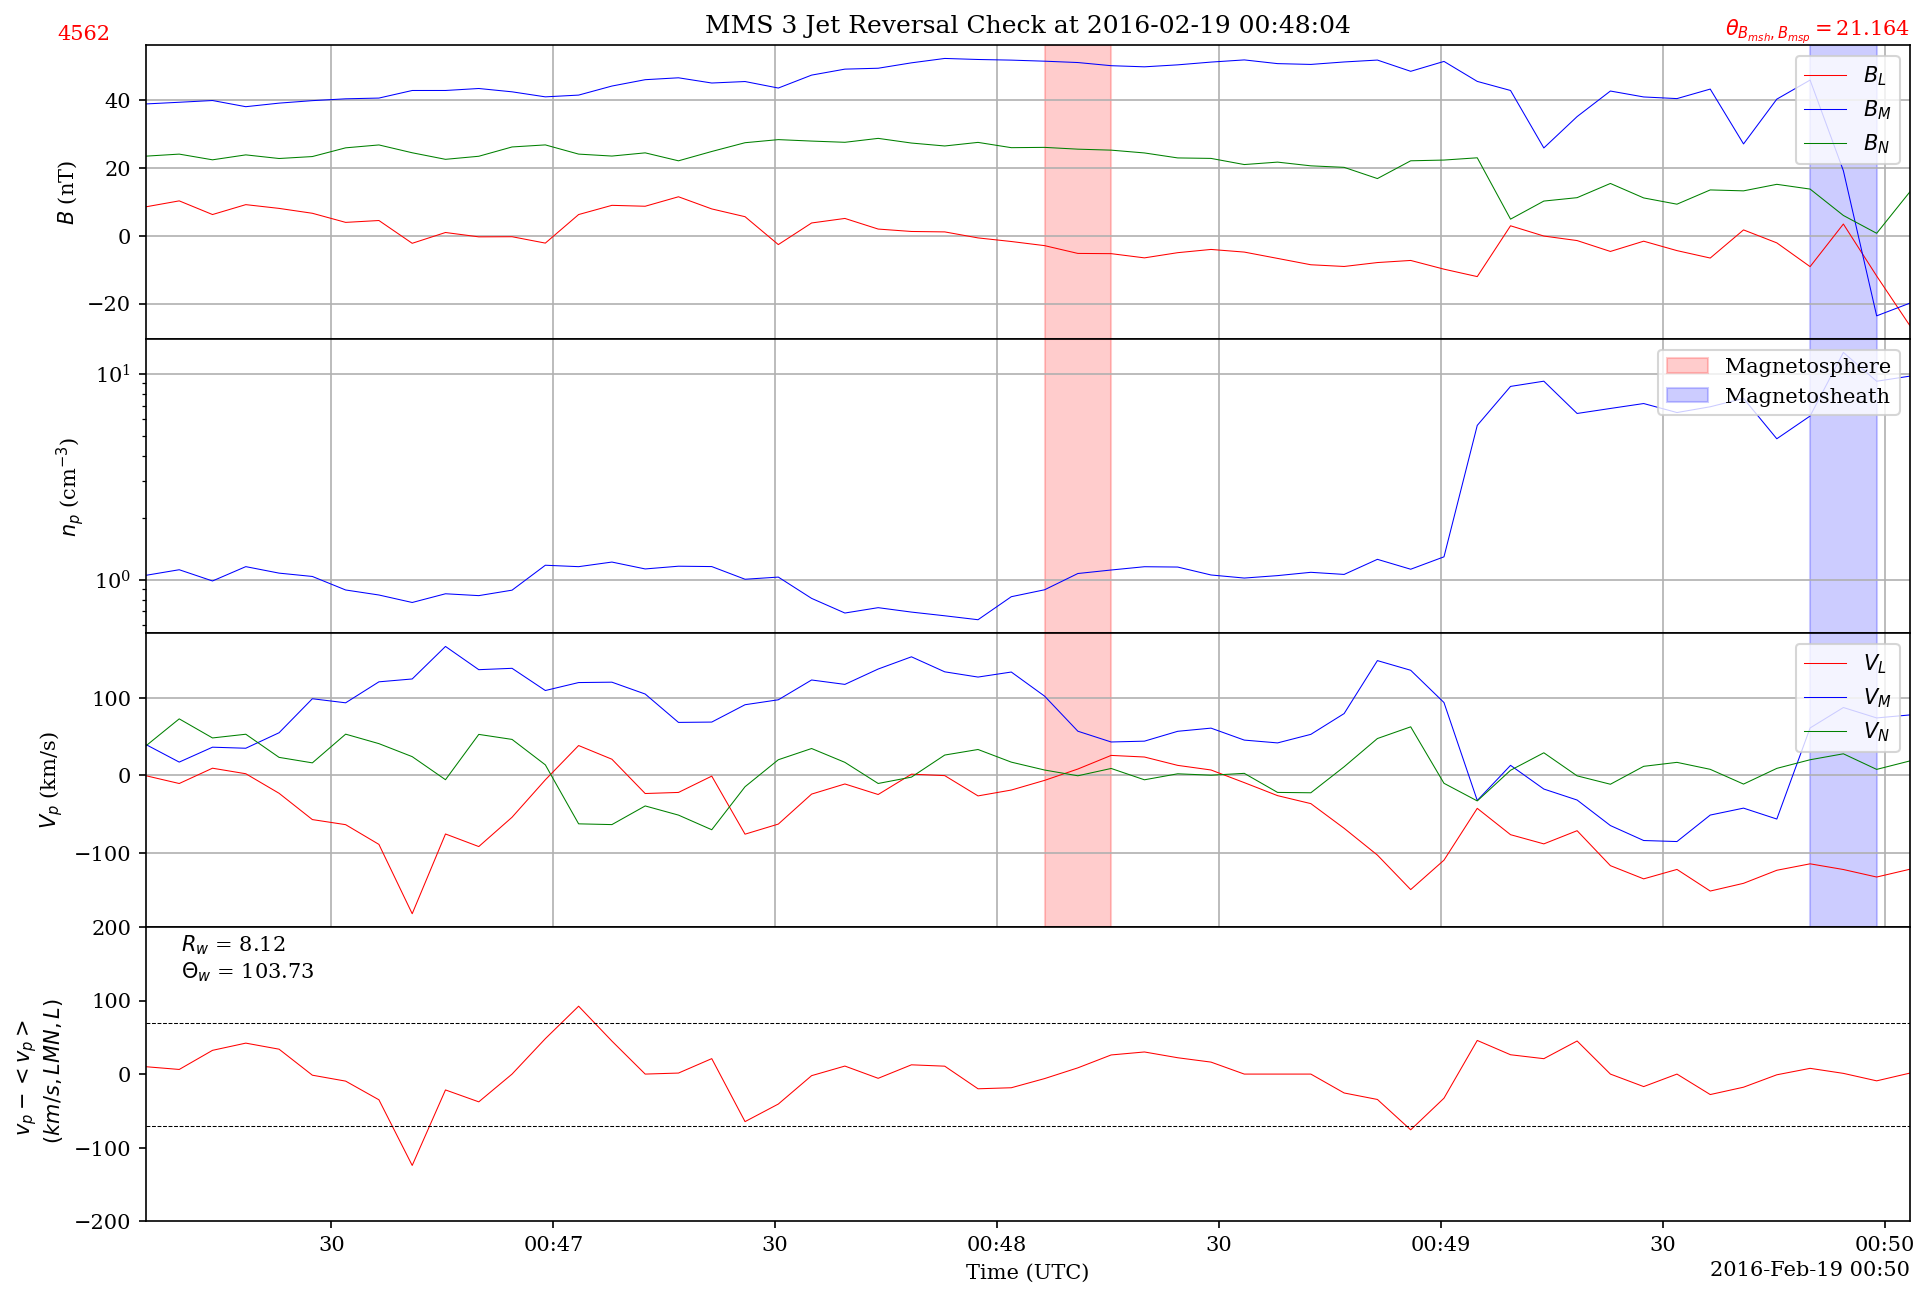 4562
MMS 3 Jet Reversal Check at 2016-02-19 00:48:04
θ_{B_{msh}, B_{msp}} = 21.164
B (nT)
40
20
0
−20
B_L
B_M
B_N
n_p (cm^{−3})
10^1
10^0
Magnetosphere
Magnetosheath
V_p (km/s)
100
0
−100
V_L
V_M
V_N
v_p − < v_p >
(km/s, LMN, L)
200
100
0
−100
−200
R_w = 8.12
Θ_w = 103.73
30
00:47
30
00:48
30
00:49
30
00:50
Time (UTC)
2016-Feb-19 00:50